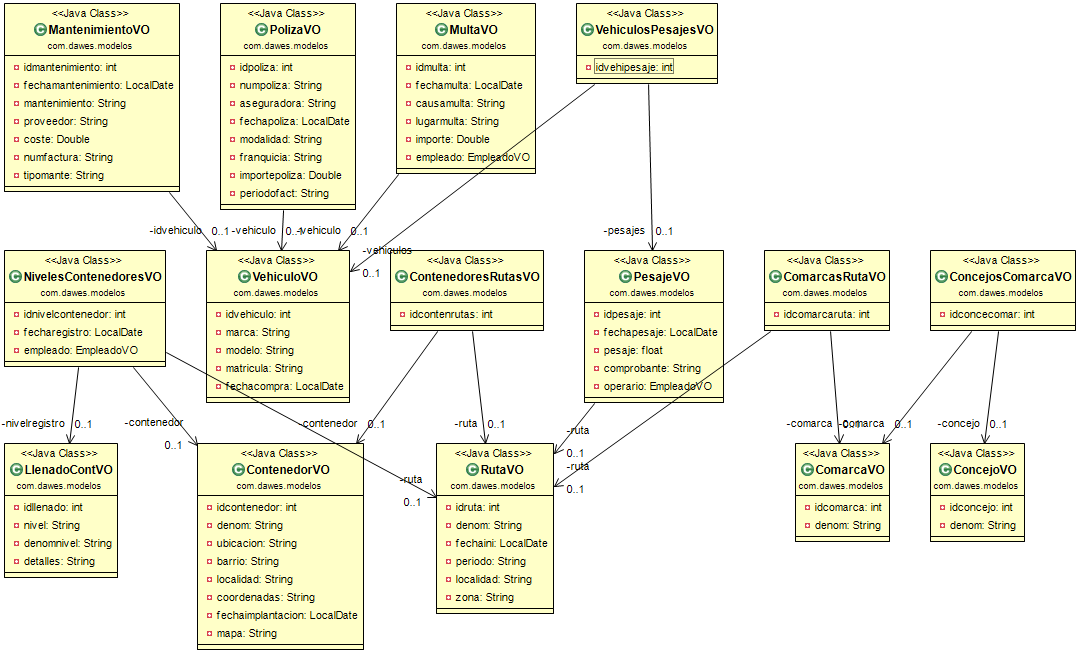 <<Java Class>>
MantenimientoVO
com.dawes.modelos
idmantenimiento: int
fechamantenimiento: LocalDate
mantenimiento: String
proveedor: String
coste: Double
numfactura: String
tipomante: String
<<Java Class>>
PolizaVO
com.dawes.modelos
idpoliza: int
numpoliza: String
aseguradora: String
fechapoliza: LocalDate
modalidad: String
franquicia: String
importepoliza: Double
periodofact: String
<<Java Class>>
MultaVO
com.dawes.modelos
idmulta: int
fechamulta: LocalDate
causamulta: String
lugarmulta: String
importe: Double
empleado: EmpleadoVO
<<Java Class>>
VehiculosPesajesVO
com.dawes.modelos
idvehipesaje: int
-idvehiculo
0..1
-vehiculo
0..1
-vehiculo
0..1
-vehiculos
0..1
-pesajes
0..1
<<Java Class>>
NivelesContenedoresVO
com.dawes.modelos
idnivelcontenedor: int
fecharegistro: LocalDate
empleado: EmpleadoVO
<<Java Class>>
VehiculoVO
com.dawes.modelos
idvehiculo: int
marca: String
modelo: String
matricula: String
fechacompra: LocalDate
<<Java Class>>
ContenedoresRutasVO
com.dawes.modelos
idcontenrutas: int
<<Java Class>>
PesajeVO
com.dawes.modelos
idpesaje: int
fechapesaje: LocalDate
pesaje: float
comprobante: String
operario: EmpleadoVO
<<Java Class>>
ComarcasRutaVO
com.dawes.modelos
idcomarcaruta: int
<<Java Class>>
ConcejosComarcaVO
com.dawes.modelos
idconcecomar: int
-nivelregistro
0..1
-contenedor
0..1
-contenedor
0..1
-ruta
0..1
-ruta
0..1
-ruta
0..1
-ruta
0..1
-comarca
0..1
-comarca
0..1
-concejo
0..1
<<Java Class>>
LlenadoContVO
com.dawes.modelos
idllenado: int
nivel: String
denomnivel: String
detalles: String
<<Java Class>>
ContenedorVO
com.dawes.modelos
idcontenedor: int
denom: String
ubicacion: String
barrio: String
localidad: String
coordenadas: String
fechaimplantacion: LocalDate
mapa: String
<<Java Class>>
RutaVO
com.dawes.modelos
idruta: int
denom: String
fechaini: LocalDate
periodo: String
localidad: String
zona: String
<<Java Class>>
ComarcaVO
com.dawes.modelos
idcomarca: int
denom: String
<<Java Class>>
ConcejoVO
com.dawes.modelos
idconcejo: int
denom: String